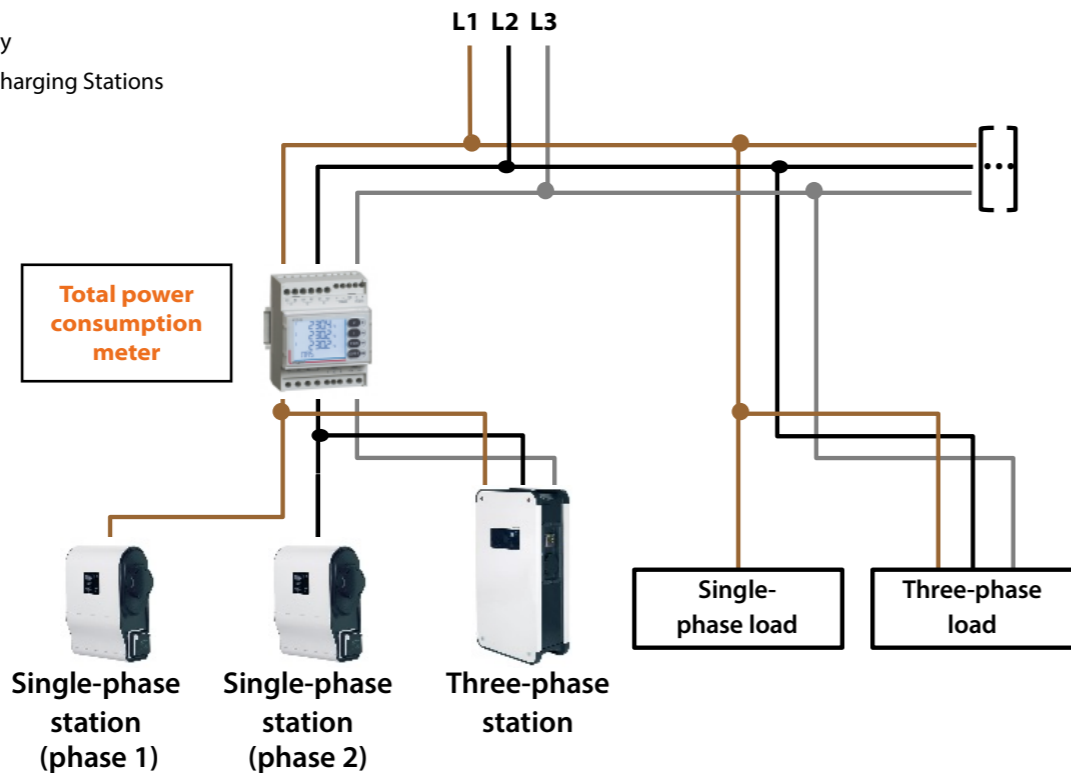 L1 L2 L3
y
harging Stations
[...]
Total power
consumption
meter
Single-
phase load
Three-phase
load
Single-phase
station
(phase 1)
Single-phase
station
(phase 2)
Three-phase
station